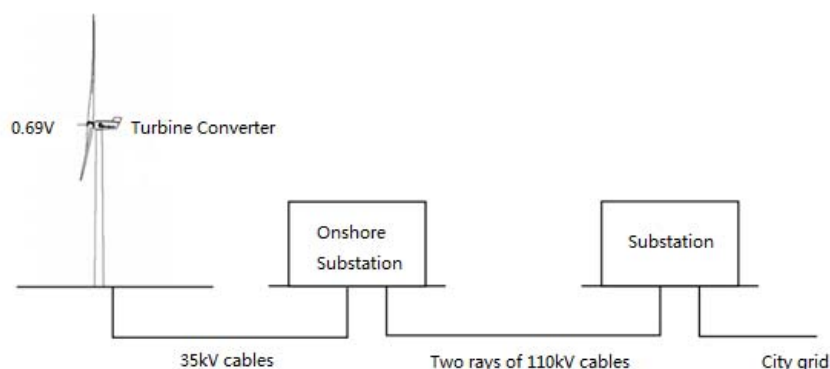 0.69V
Turbine Converter
Onshore
Substation
Substation
35kV cables
Two rays of 110kV cables
City grid